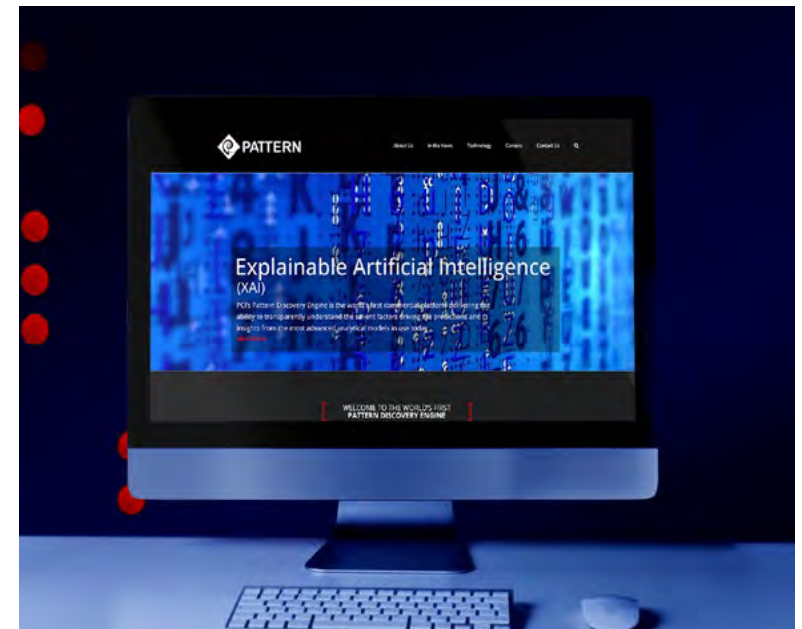 PATTERN
About Us In the News Technology Careers Contact Us
Explainable Artificial Intelligence
(XAI)
PCI's Pattern Discovery Engine is the world's first commercial platform delivering the
ability to transparently understand the salient factors driving the predictions and
insights from the most advanced analytical models in use today.
WELCOME TO THE WORLD'S FIRST
PATTERN DISCOVERY ENGINE